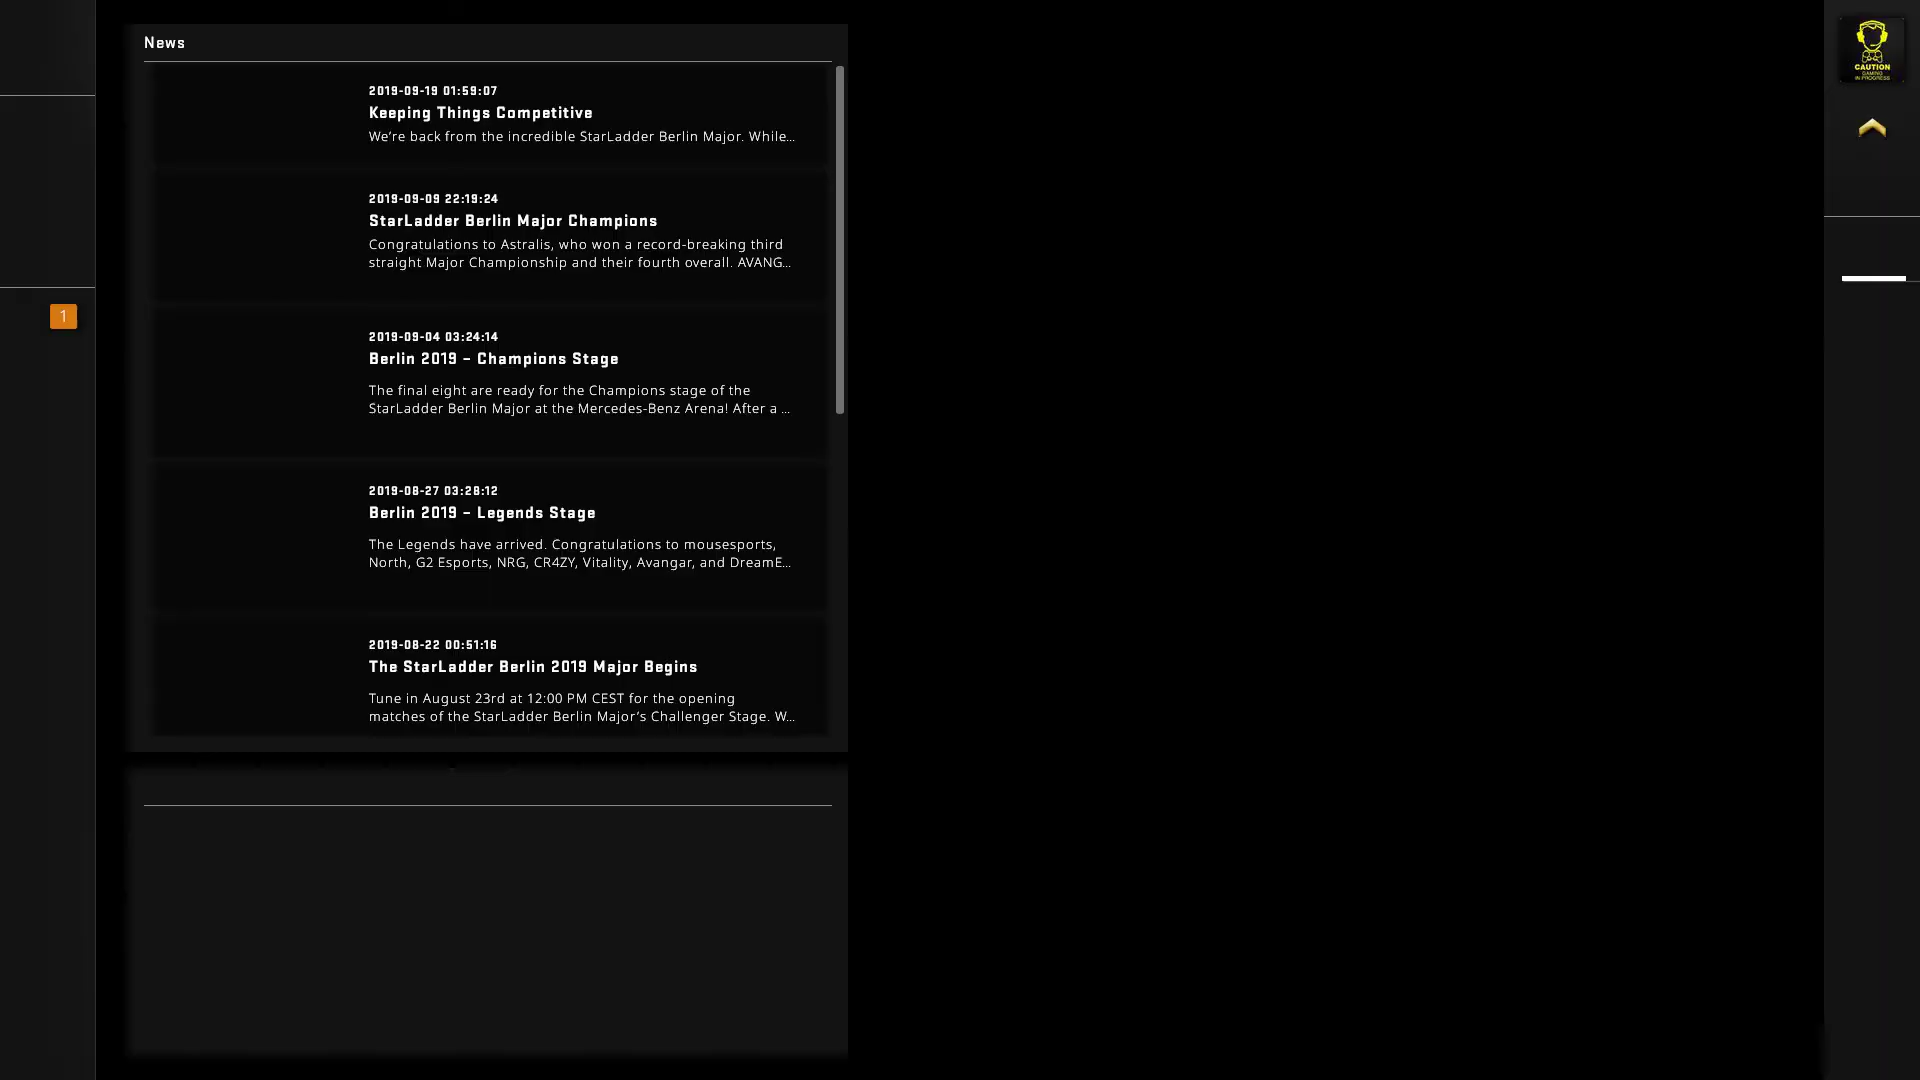 News
2019-09-19 01:59:07
Keeping Things Competitive
We’re back from the incredible StarLadder Berlin Major. While...
2019-09-09 22:19:24
StarLadder Berlin Major Champions
Congratulations to Astralis, who won a record-breaking third
straight Major Championship and their fourth overall. AVANG...
2019-09-04 03:24:14
Berlin 2019 – Champions Stage
The final eight are ready for the Champions stage of the
StarLadder Berlin Major at the Mercedes-Benz Arena! After a ...
2019-08-27 03:28:12
Berlin 2019 – Legends Stage
The Legends have arrived. Congratulations to mousesports,
North, G2 Esports, NRG, CR4ZY, Vitality, Avangar, and DreamE...
2019-08-22 00:51:16
The StarLadder Berlin 2019 Major Begins
Tune in August 23rd at 12:00 PM CEST for the opening
matches of the StarLadder Berlin Major’s Challenger Stage. W...
1
CAUTION
GAMING
IN PROGRESS